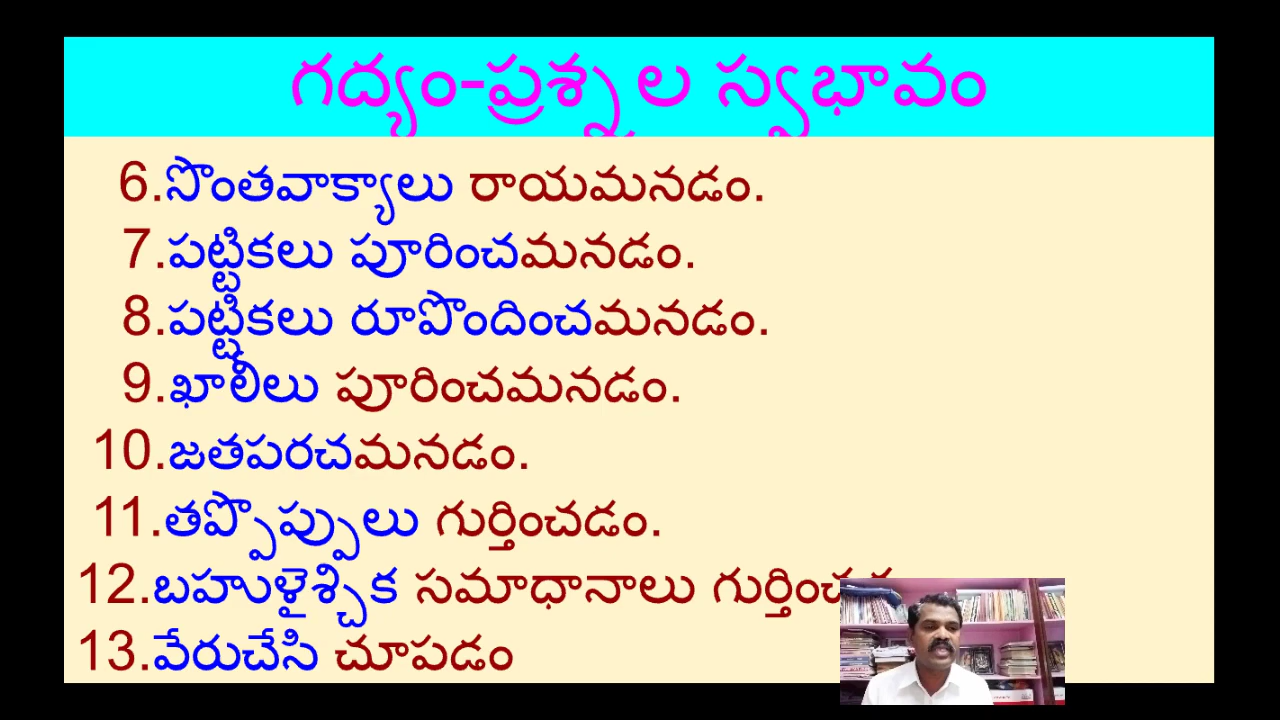 గద్యం-ప్రశ్నల స్వభావం
6.సొంతవాక్యాలు రాయమనడం.
7.పట్టికలు పూరించమనడం.
8.పట్టికలు రూపొందించమనడం.
9.ఖాలీలు పూరించమనడం.
10.జతపరచమనడం.
11.తప్పొప్పులు గుర్తించడం.
12.బహుళైశ్చిక సమాధానాలు
13.వేరుచేసి చూపడం